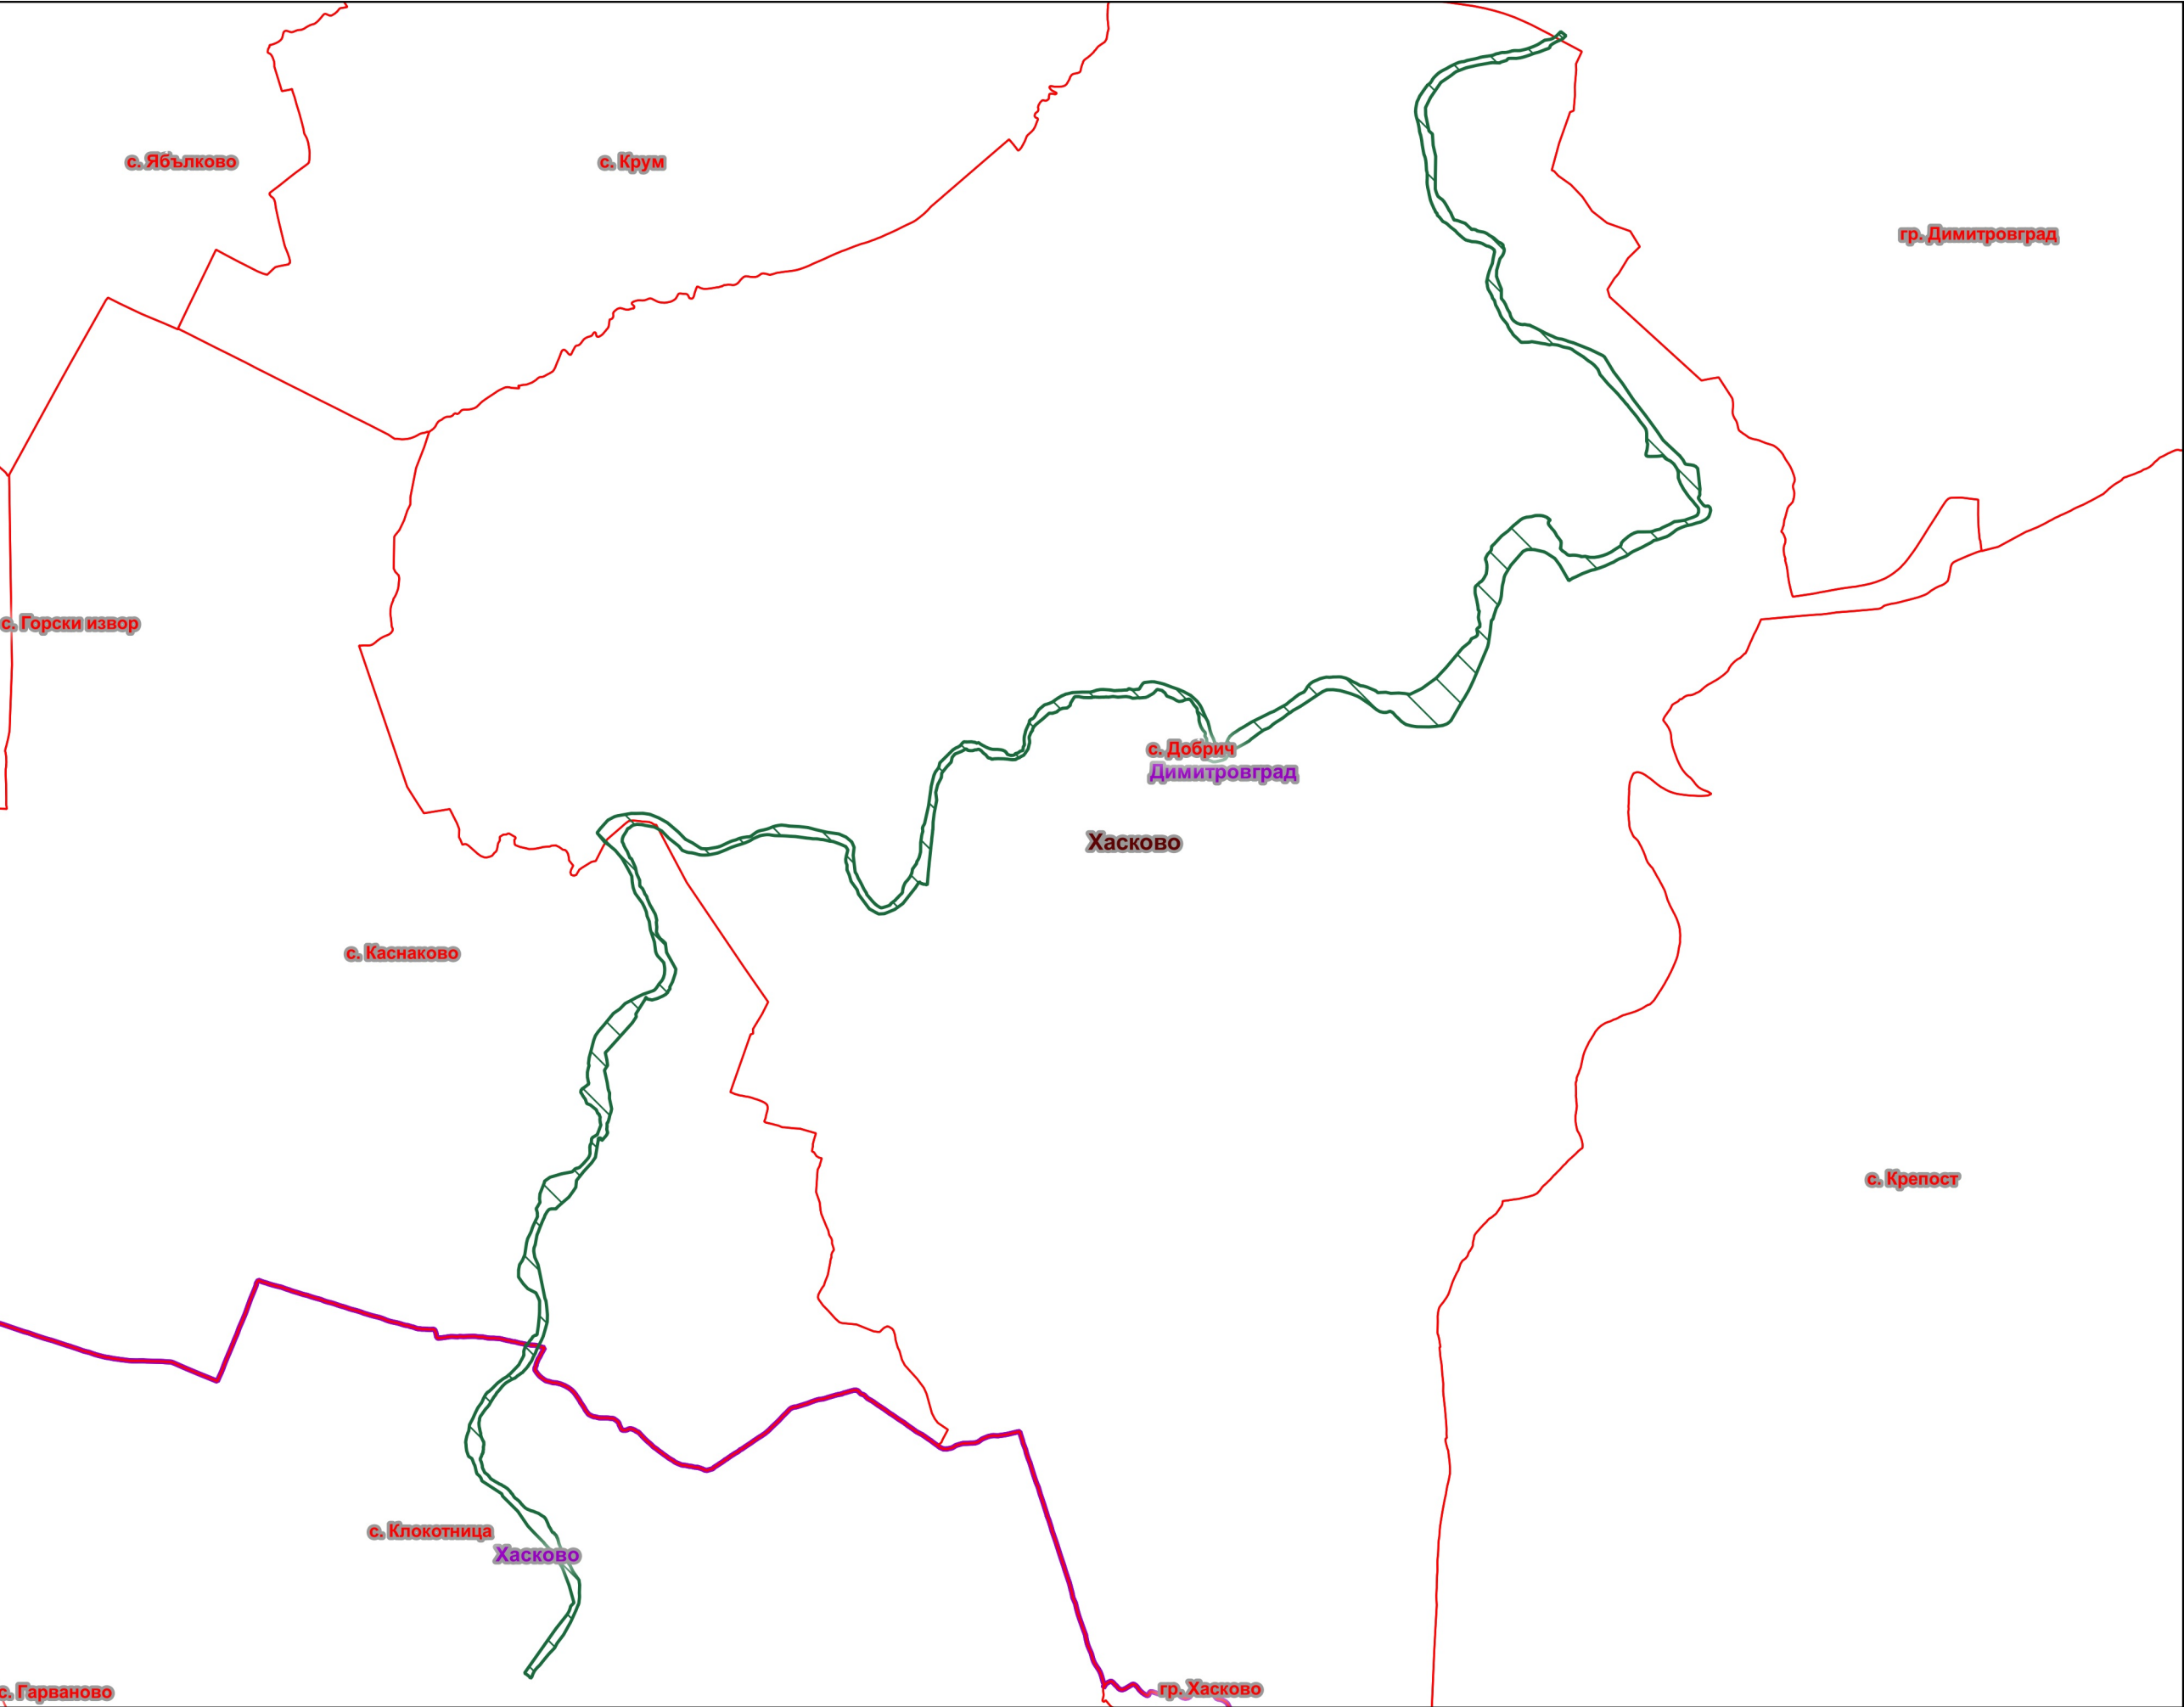 с. Ябълково
с. Крум
гр. Димитровград
с. Горски извор
с. Добрич
Димитровград
Хасково
с. Каснаково
с. Крепост
с. Клокотница
Хасково
с. Гарваново
гр. Хасково